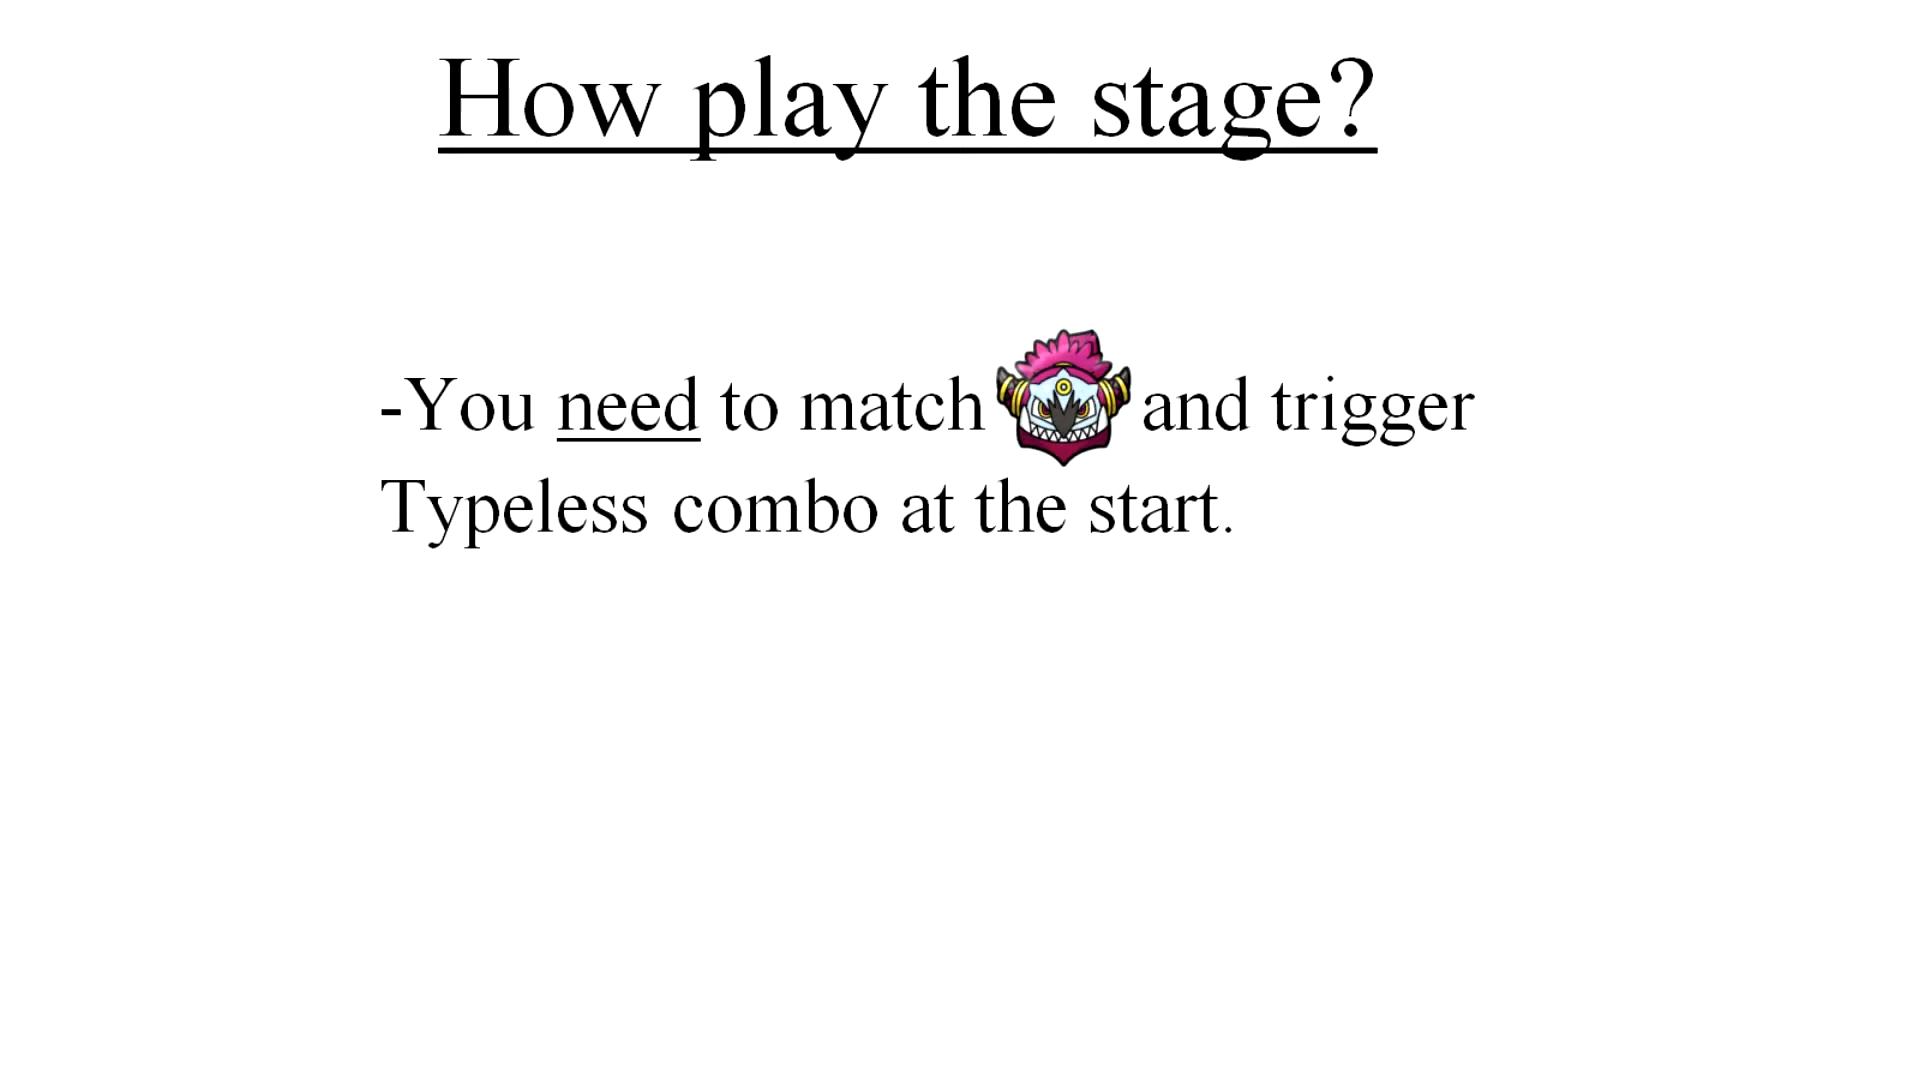 How play the stage?
-You need to match and trigger
Typeless combo at the start.